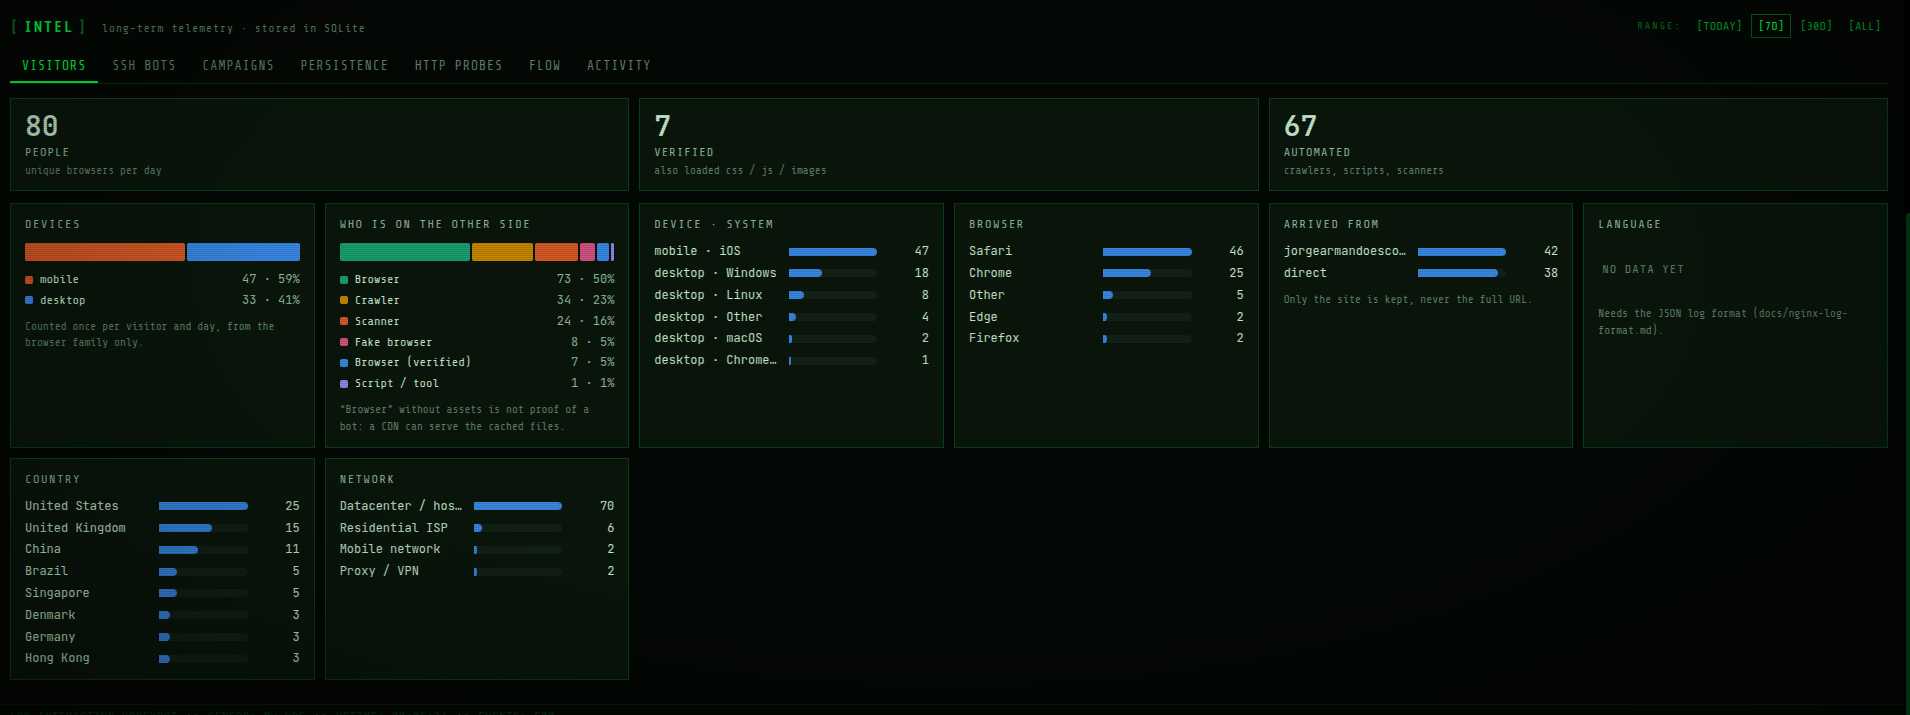 [ INTEL ] long-term telemetry · stored in SQLite
RANGE: [TODAY] [7D] [30D] [ALL]
VISITORS SSH BOTS CAMPAIGNS PERSISTENCE HTTP PROBES FLOW ACTIVITY
80
PEOPLE
unique browsers per day
7
VERIFIED
also loaded css / js / images
67
AUTOMATED
crawlers, scripts, scanners
DEVICES
mobile 47 · 59%
desktop 33 · 41%
Counted once per visitor and day, from the
browser family only.
WHO IS ON THE OTHER SIDE
Browser 73 · 50%
Crawler 34 · 23%
Scanner 24 · 16%
Fake browser 8 · 5%
Browser (verified) 7 · 5%
Script / tool 1 · 1%
"Browser" without assets is not proof of a
bot: a CDN can serve the cached files.
DEVICE · SYSTEM
mobile · iOS 47
desktop · Windows 18
desktop · Linux 8
desktop · Other 4
desktop · macOS 2
desktop · Chrome… 1
BROWSER
Safari 46
Chrome 25
Other 5
Edge 2
Firefox 2
ARRIVED FROM
jorgearmandoesco… 42
direct 38
Only the site is kept, never the full URL.
LANGUAGE
NO DATA YET
Needs the JSON log format (docs/nginx-log-
format.md).
COUNTRY
United States 25
United Kingdom 15
China 11
Brazil 5
Singapore 5
Denmark 3
Germany 3
Hong Kong 3
NETWORK
Datacenter / hos… 70
Residential ISP 6
Mobile network 2
Proxy / VPN 2